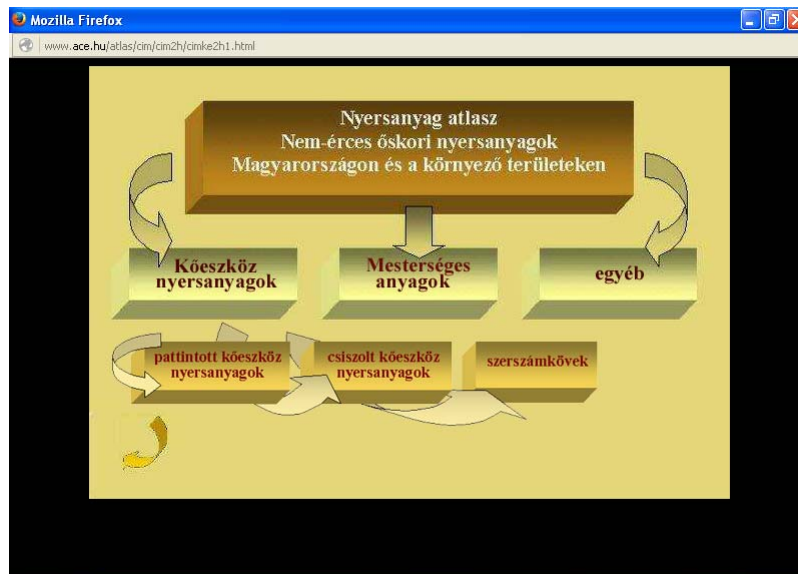 Mozilla Firefox
www.ace.hu/atlas/cim/cim2h/cimke2h1.html
Nyersanyag atlasz
Nem-érces őskori nyersanyagok
Magyarországon és a környező területeken
Kőeszköz
nyersanyagok
Mesterséges
anyagok
egyéb
pattintott kőeszköz
nyersanyagok
csiszolt kőeszköz
nyersanyagok
szerszámkövek